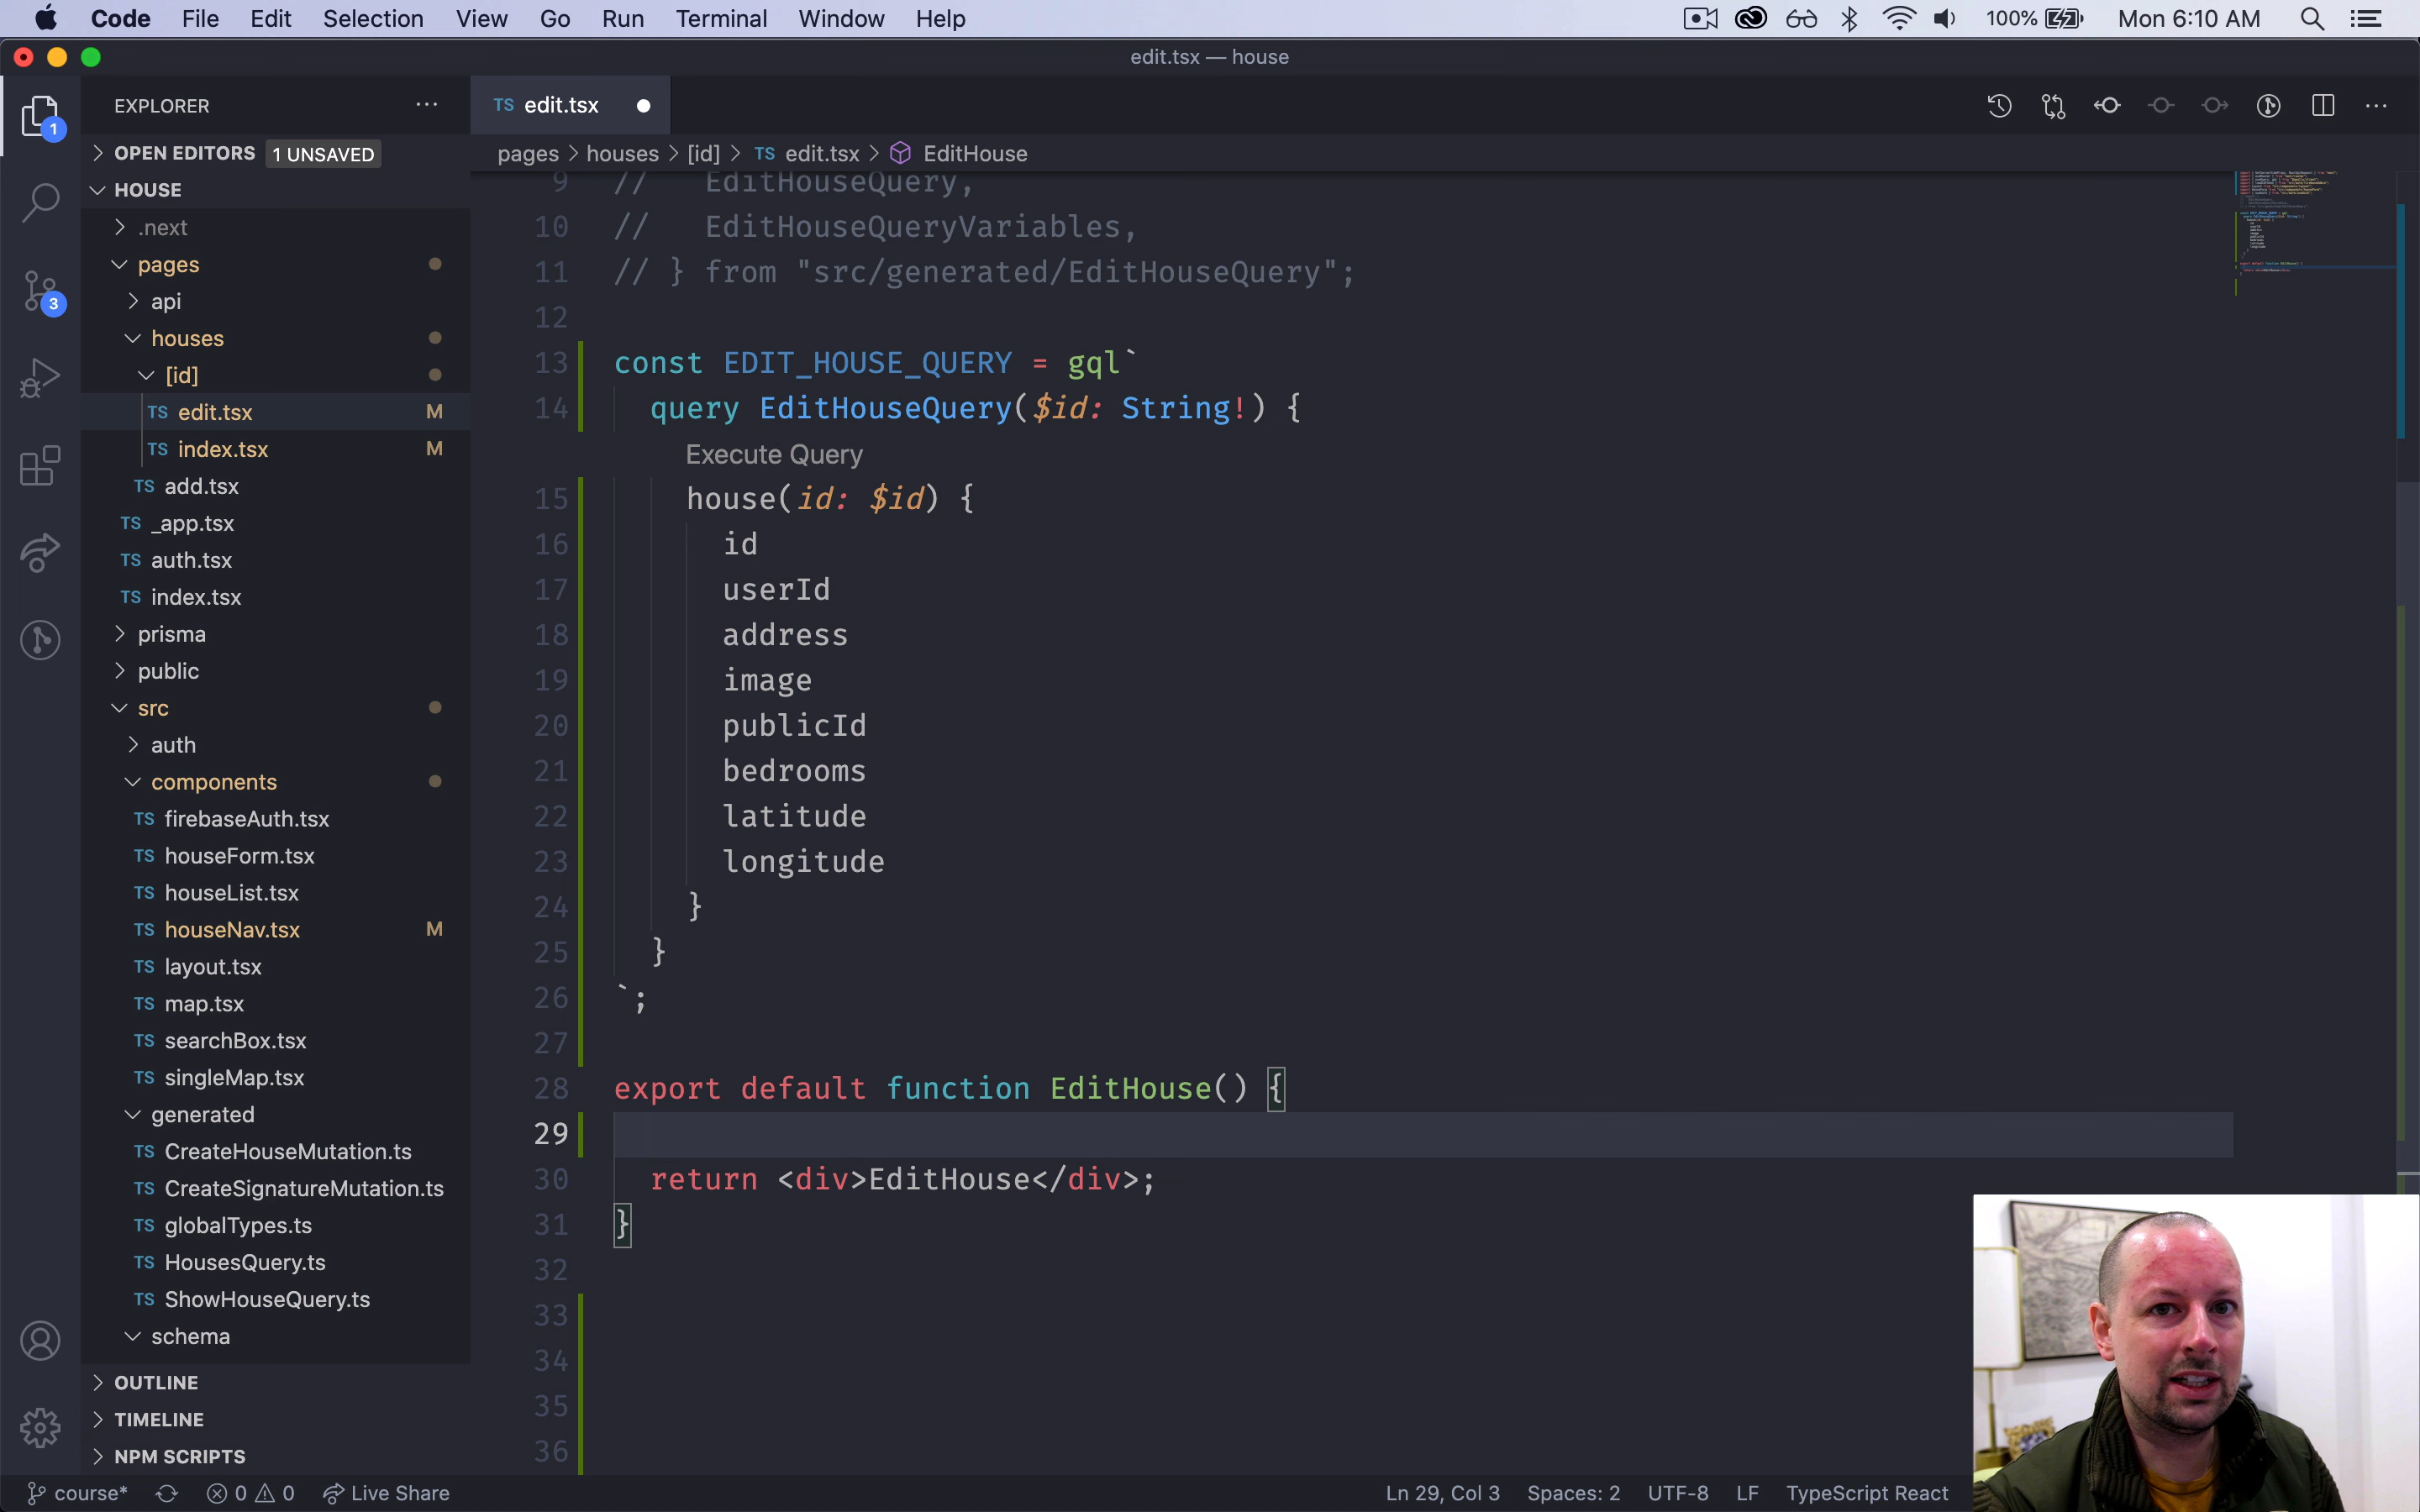 Code File Edit Selection View Go Run Terminal Window Help 100% Mon 6:10 AM
edit.tsx — house
EXPLORER ···
TS edit.tsx
OPEN EDITORS 1 UNSAVED
pages > houses > [id] > TS edit.tsx > EditHouse
HOUSE
.next
pages
api
houses
[id]
TS edit.tsx M
TS index.tsx M
TS add.tsx
TS _app.tsx
TS auth.tsx
TS index.tsx
prisma
public
src
auth
components
TS firebaseAuth.tsx
TS houseForm.tsx
TS houseList.tsx
TS houseNav.tsx M
TS layout.tsx
TS map.tsx
TS searchBox.tsx
TS singleMap.tsx
generated
TS CreateHouseMutation.ts
TS CreateSignatureMutation.ts
TS globalTypes.ts
TS HousesQuery.ts
TS ShowHouseQuery.ts
schema
OUTLINE
TIMELINE
NPM SCRIPTS
1
3
9 //   EditHouseQuery,
10 //   EditHouseQueryVariables,
11 // } from "src/generated/EditHouseQuery";
12
13 const EDIT_HOUSE_QUERY = gql`
14   query EditHouseQuery($id: String!) {
Execute Query
15     house(id: $id) {
16       id
17       userId
18       address
19       image
20       publicId
21       bedrooms
22       latitude
23       longitude
24     }
25   }
26 `;
27
28 export default function EditHouse() {
29
30   return <div>EditHouse</div>;
31 }
32
33
34
35
36
course* 0 0 Live Share Ln 29, Col 3 Spaces: 2 UTF-8 LF TypeScript React